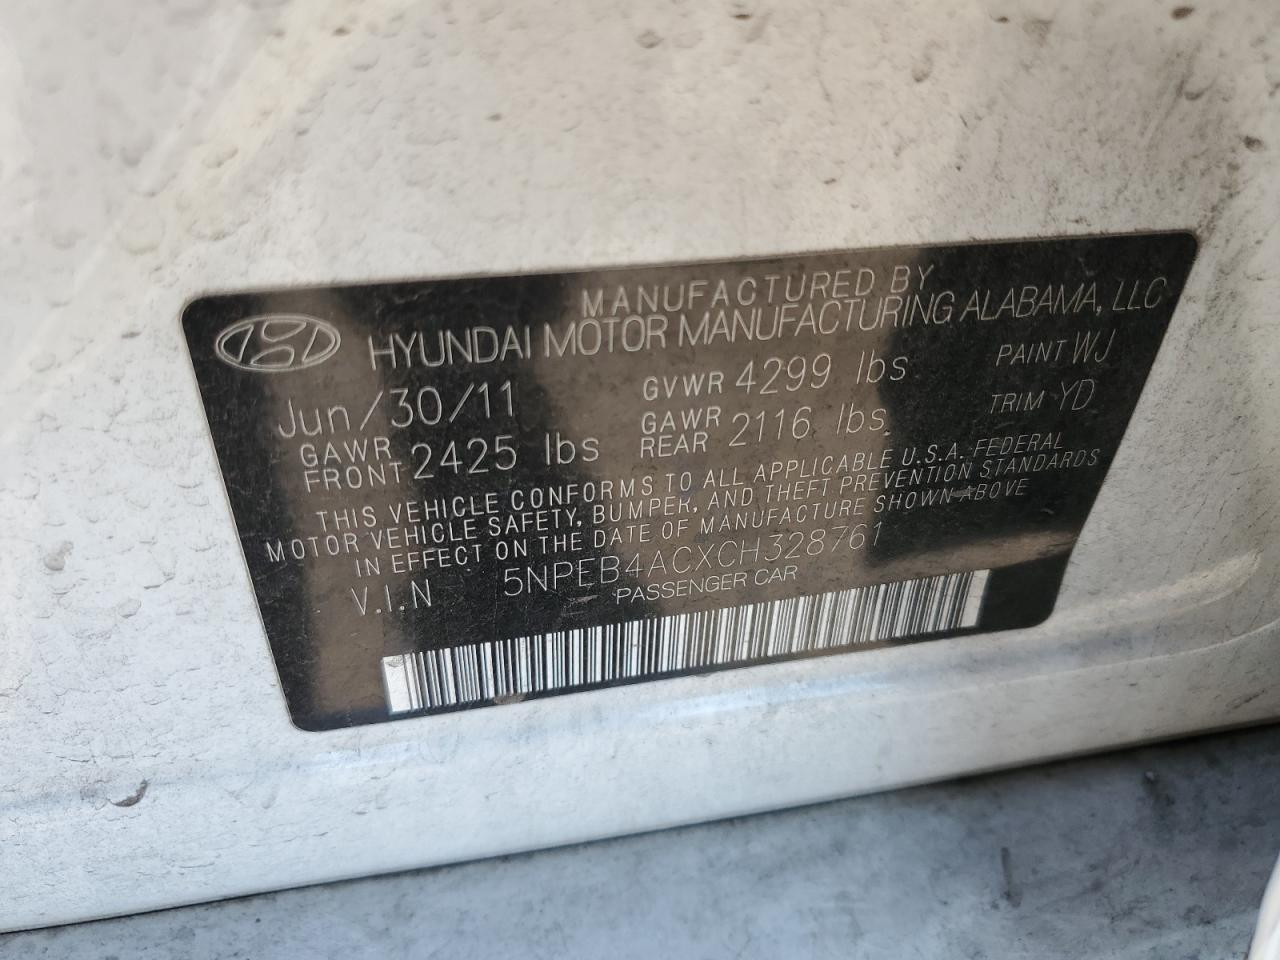 MANUFACTURED BY
HYUNDAI MOTOR MANUFACTURING ALABAMA, LLC
Jun/30/11 GVWR 4299 lbs PAINT WJ
GAWR FRONT 2425 lbs GAWR REAR 2116 lbs TRIM YD
THIS VEHICLE CONFORMS TO ALL APPLICABLE U.S.A. FEDERAL
MOTOR VEHICLE SAFETY, BUMPER, AND THEFT PREVENTION STANDARDS
IN EFFECT ON THE DATE OF MANUFACTURE SHOWN ABOVE
V.I.N 5NPEB4ACXCH328761
PASSENGER CAR